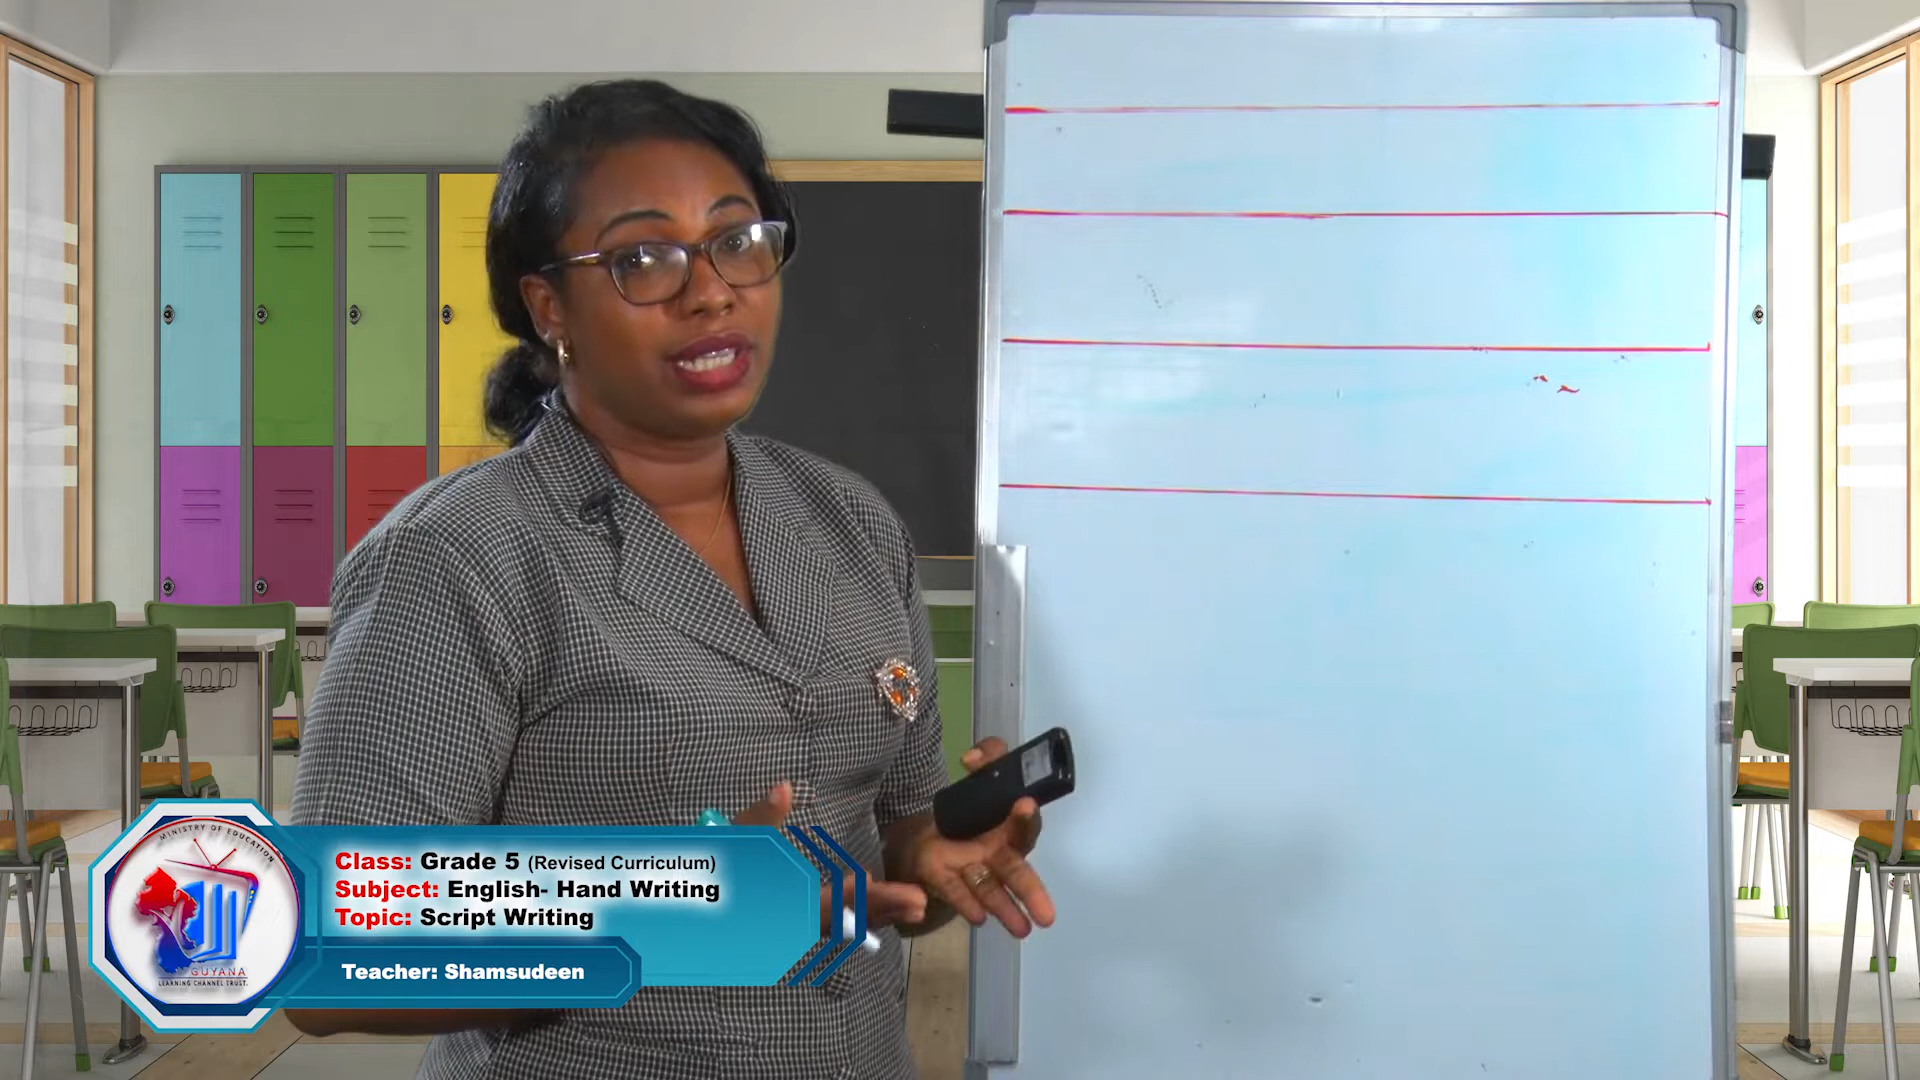 MINISTRY OF EDUCATION
GUYANA
LEARNING CHANNEL TRUST.
Class: Grade 5 (Revised Curriculum)
Subject: English- Hand Writing
Topic: Script Writing
Teacher: Shamsudeen